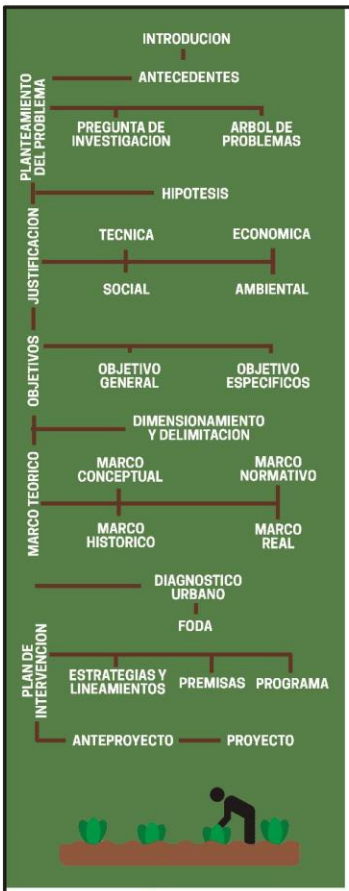 INTRODUCION
ANTECEDENTES
PLANTEAMIENTO
DEL PROBLEMA
PREGUNTA DE
INVESTIGACION
ARBOL DE
PROBLEMAS
HIPOTESIS
JUSTIFICACION
TECNICA
ECONOMICA
SOCIAL
AMBIENTAL
OBJETIVOS
OBJETIVO
GENERAL
OBJETIVO
ESPECIFICOS
DIMENSIONAMIENTO
Y DELIMITACION
MARCO TEORICO
MARCO
CONCEPTUAL
MARCO
NORMATIVO
MARCO
HISTORICO
MARCO
REAL
DIAGNOSTICO
URBANO
FODA
PLAN DE
INTERVENCION
ESTRATEGIAS Y
LINEAMIENTOS
PREMISAS
PROGRAMA
ANTEPROYECTO
PROYECTO